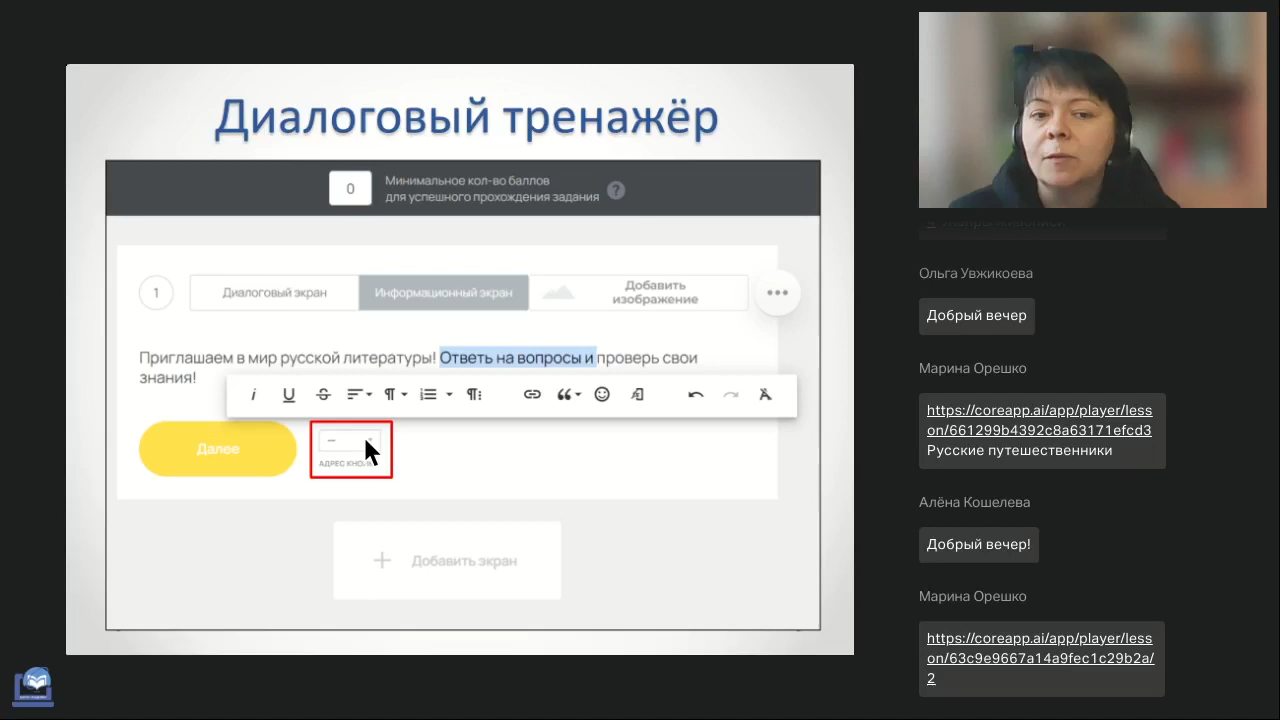 Диалоговый тренажёр
0
Минимальное кол-во баллов
для успешного прохождения задания
?
1
Диалоговый экран
Информационный экран
Добавить
изображение
Приглашаем в мир русской литературы! Ответь на вопросы и проверь свои
знания!
Далее
АДРЕС
+ Добавить экран
Ольга Увжикоева
Добрый вечер
Марина Орешко
https://coreapp.ai/app/player/less
on/661299b4392c8a63171efcd3
Русские путешественники
Алёна Кошелева
Добрый вечер!
Марина Орешко
https://coreapp.ai/app/player/less
on/63c9e9667a14a9fec1c29b2a/
2